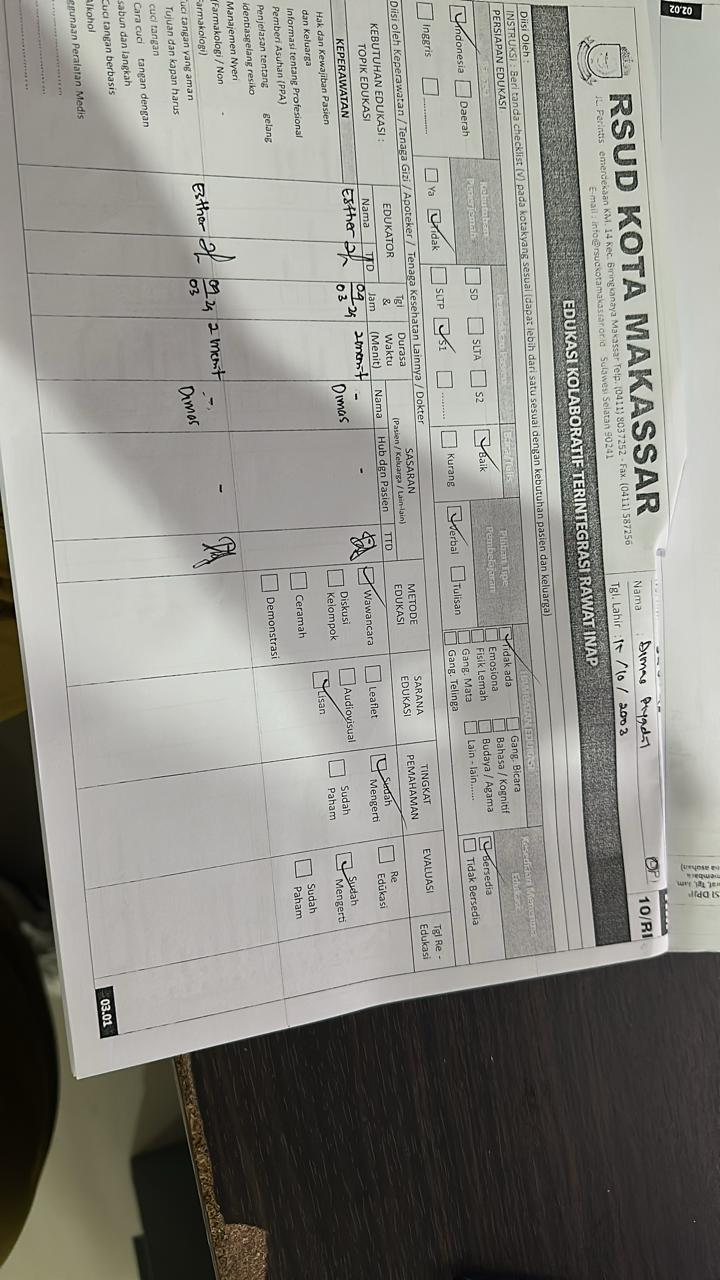 02.02
RSUD KOTA MAKASSAR
JL. Perintis emerdekaan KM. 14 Kec. Biringkanaya Makassar Telp. (0411) 8037252 - Fax. (0411) 587256
E-mail : info@rsudkotamakassar.or.id Sulawesi Selatan 90241
Nama : Dimas
Tgl. Lahir : 15 / 10 / 2003
10/RI
EDUKASI KOLABORATIF TERINTEGRASI RAWAT INAP
Diisi Oleh :
INSTRUKSI : Beri tanda checklist (V) pada kotakyang sesuai (dapat lebih dari satu sesuai dengan kebutuhan pasien dan keluarga)
PERSIAPAN EDUKASI
Bahasa
Indonesia
Daerah
Inggris
..............
Kebutuhan Penerjemah
Ya
Tidak
Pendidikan Pasien
SD
SLTA
S2
SLTP
S1
.........
Baca/Tulis
Baik
Kurang
Pilihan Tipe Pembelajaran
Verbal
Tulisan
HAMBATAN EDUKASI
Tidak ada
Emosiona
Fisik Lemah
Gang. Mata
Gang. Telinga
Gang. Bicara
Bahasa / Kognitif
Budaya / Agama
Lain - lain......
Kesediaan Menerima Edukasi
Bersedia
Tidak Bersedia
Diisi oleh Keperawatan / Tenaga Gizi / Apoteker / Tenaga Kesehatan Lainnya / Dokter
KEBUTUHAN EDUKASI :
TOPIK EDUKASI
EDUKATOR
Nama
TTD
Tgl
&
Jam
Durasa
Waktu
(Menit)
SASARAN
(Pasien / Keluarga / Lain-lain)
Nama
Hub dgn Pasien
TTD
METODE
EDUKASI
SARANA
EDUKASI
TINGKAT
PEMAHAMAN
EVALUASI
Tgl Re -
Edukasi
KEPERAWATAN
Hak dan Kewajiban Pasien
dan Keluarga
Informasi tentang Profesional
Pemberi Asuhan (PPA)
Penjelasan tentang gelang
identiasgelang resiko
Manajemen Nyeri
(Farmakologi / Non -
Farmakologi)
Esther
09
03 24
2 menit
-
Dimas
-
Wawancara
Diskusi
Kelompok
Ceramah
Demonstrasi
Leaflet
Audiovisual
Lisan
Sudah
Mengerti
Sudah
Paham
Re
Edukasi
Sudah
Mengerti
Sudah
Paham
uci tangan yang aman
Tujuan dan kapan harus
cuci tangan
Cara cuci tangan dengan
sabun dan langkah
Cuci tangan berbasis
Alkohol
ggunaan Peralatan Medis
........................
........................
Esther
09
03 24
2 menit
-
Dimas
-
03.01